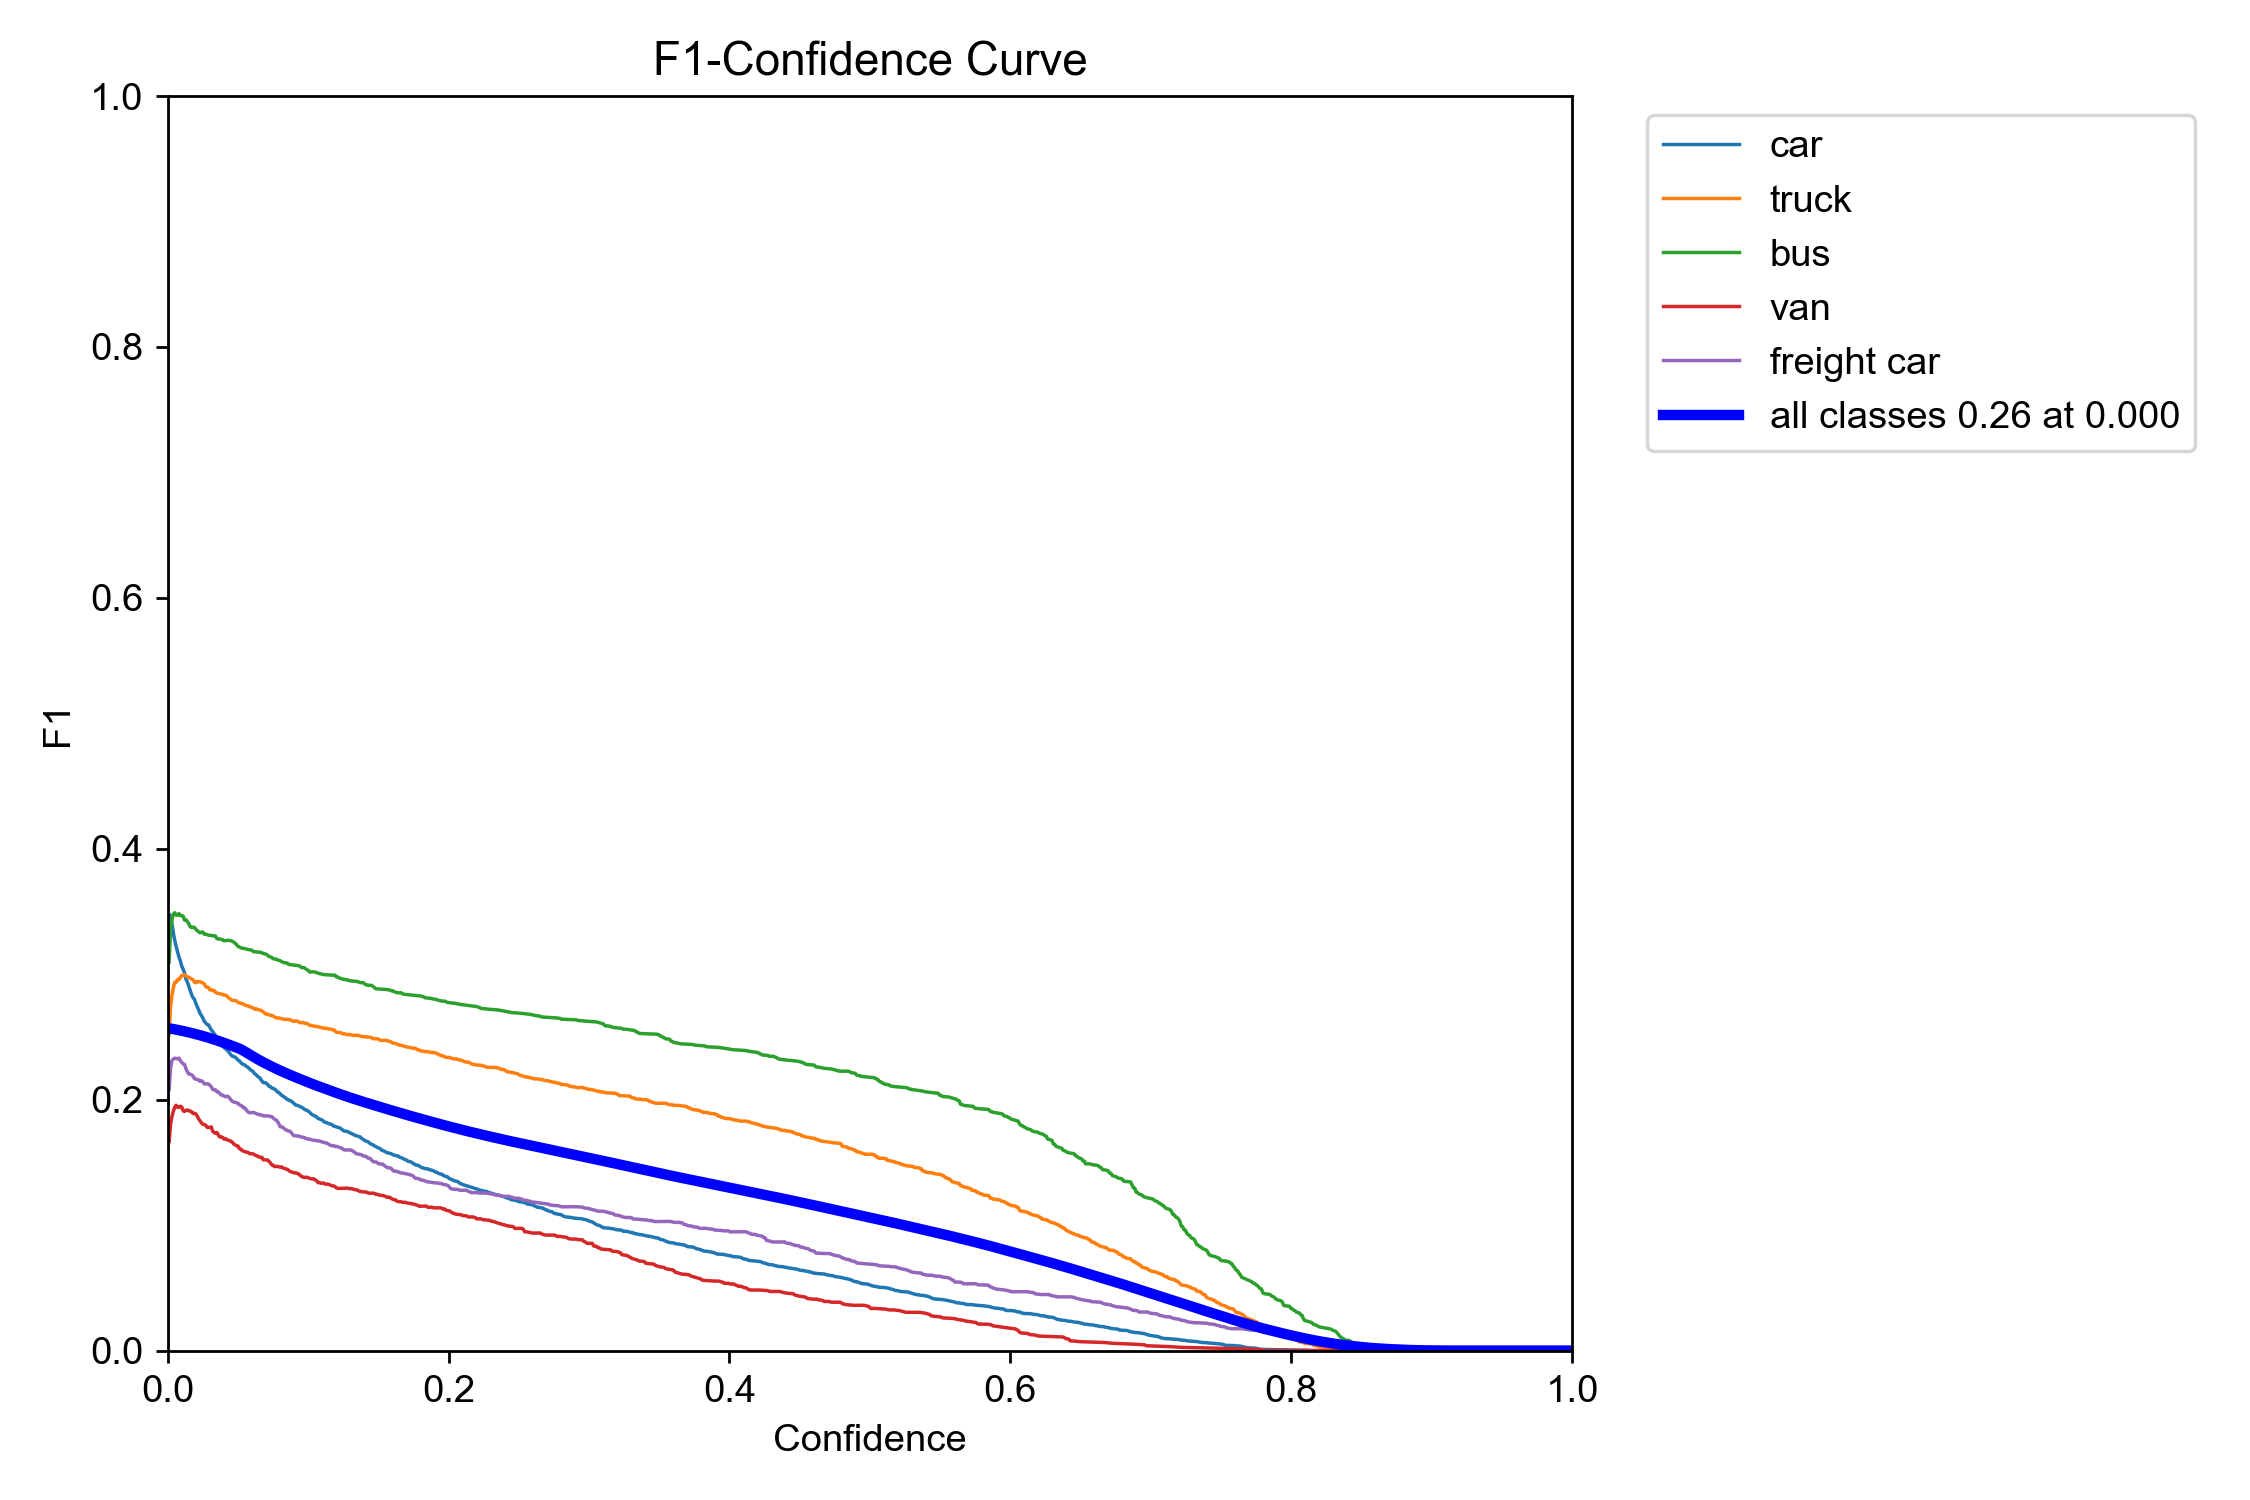 F1-Confidence Curve
1.0
0.8
0.6
0.4
0.2
0.0
F1
0.0 0.2 0.4 0.6 0.8 1.0
Confidence
car
truck
bus
van
freight car
all classes 0.26 at 0.000